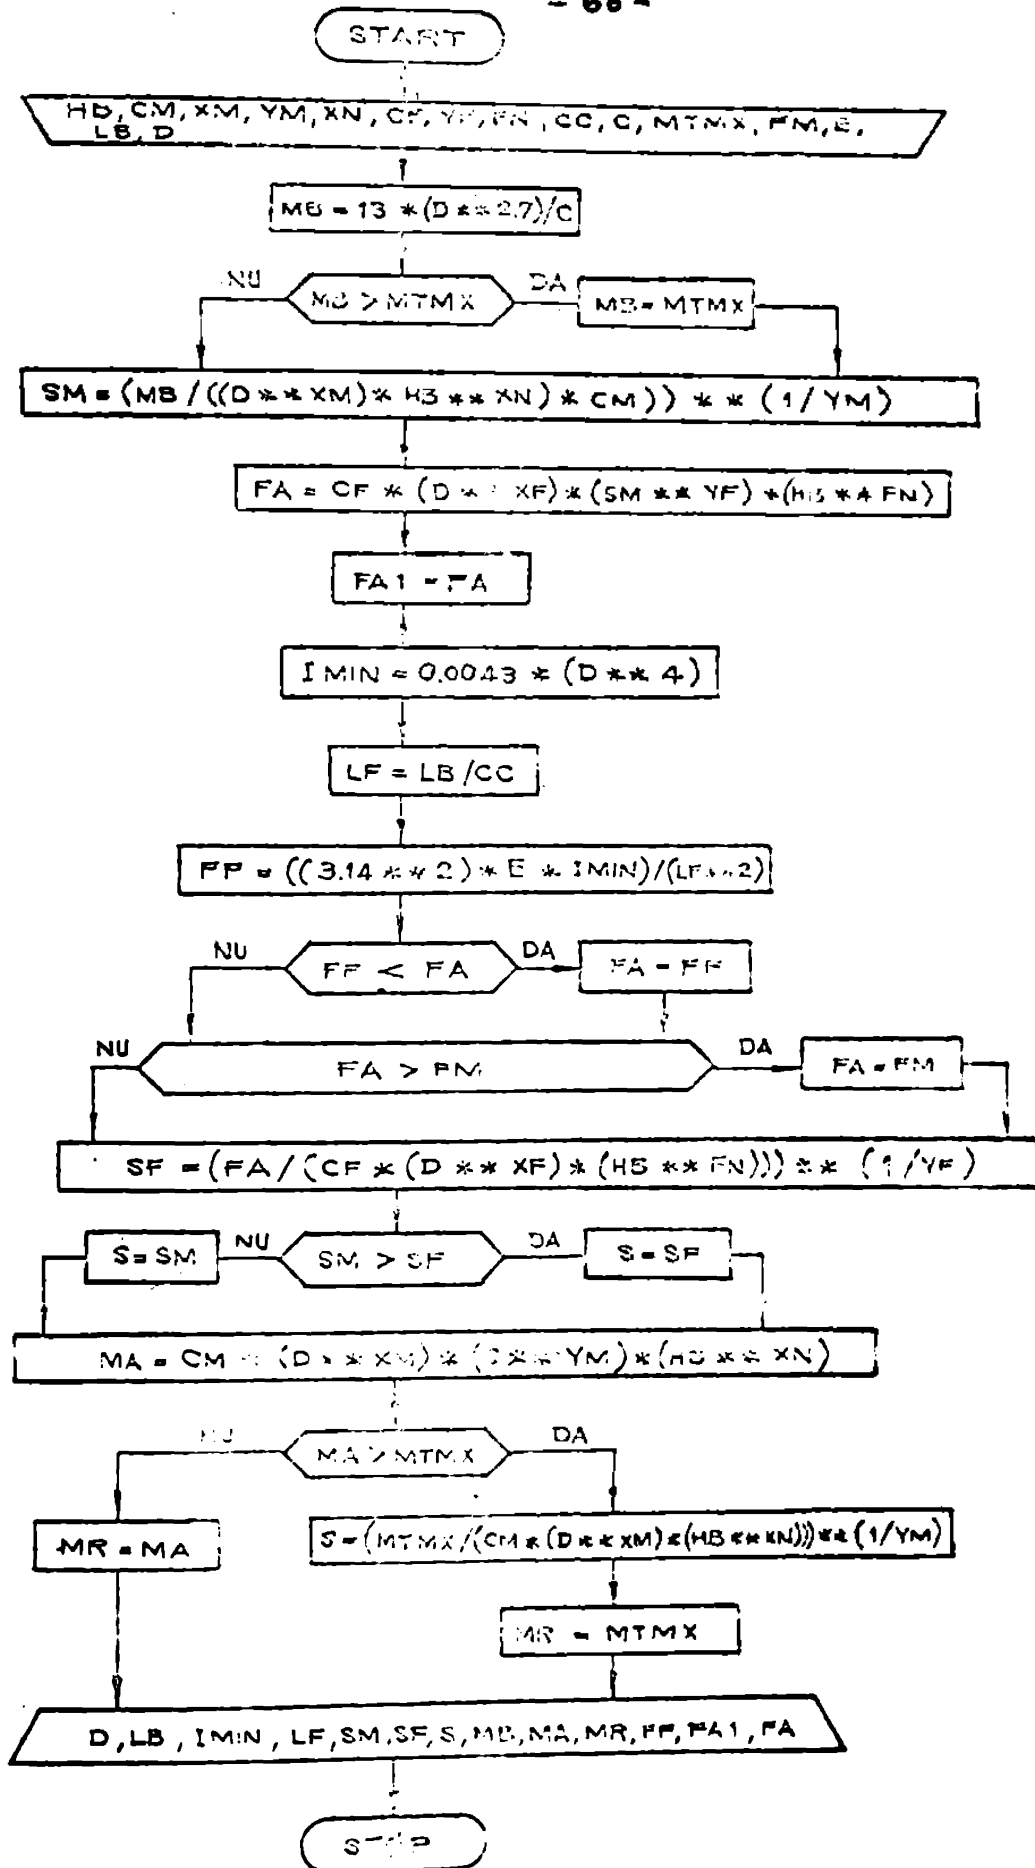 - 66 -
START
HB, CM, XM, YM, XN, CF, YF, FN, CC, C, MTMX, FM, E,
LB, D
MB = 13 * (D ** 2.7)/C
NU
MB > MTMX
DA
MB = MTMX
SM = (MB / ((D ** XM) * HB ** XN) * CM)) ** (1/YM)
FA = CF * (D ** XF) * (SM ** YF) * (HB ** FN)
FA1 = FA
IMIN = 0.0043 * (D ** 4)
LF = LB/CC
FF = ((3.14 ** 2) * E * IMIN)/(LF**2)
NU
FF < FA
DA
FA = FF
NU
FA > FM
DA
FA = FM
SF = (FA/(CF * (D ** XF) * (HB ** FN))) ** (1/YF)
S = SM
NU
SM > SF
DA
S = SF
MA = CM * (D ** XM) * (S ** YM) * (HB ** XN)
NU
MA > MTMX
DA
MR = MA
S = (MTMX/(CM * (D ** XM) * (HB ** XN))) ** (1/YM)
MR = MTMX
D, LB, IMIN, LF, SM, SF, S, MB, MA, MR, FF, FA1, FA
STOP